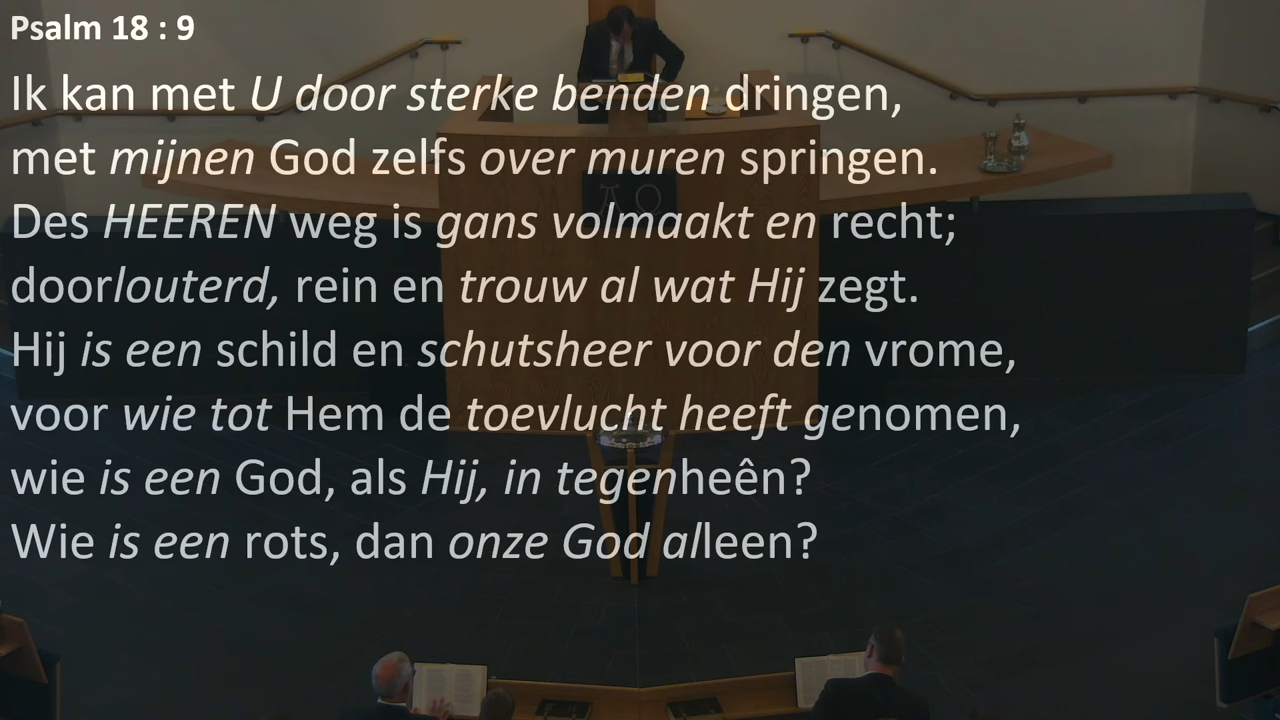 Psalm 18 : 9
Ik kan met U door sterke benden dringen,
met mijnen God zelfs over muren springen.
Des HEEREN weg is gans volmaakt en recht;
doorlouterd, rein en trouw al wat Hij zegt.
Hij is een schild en schutsheer voor den vrome,
voor wie tot Hem de toevlucht heeft genomen,
wie is een God, als Hij, in tegenheên?
Wie is een rots, dan onze God alleen?